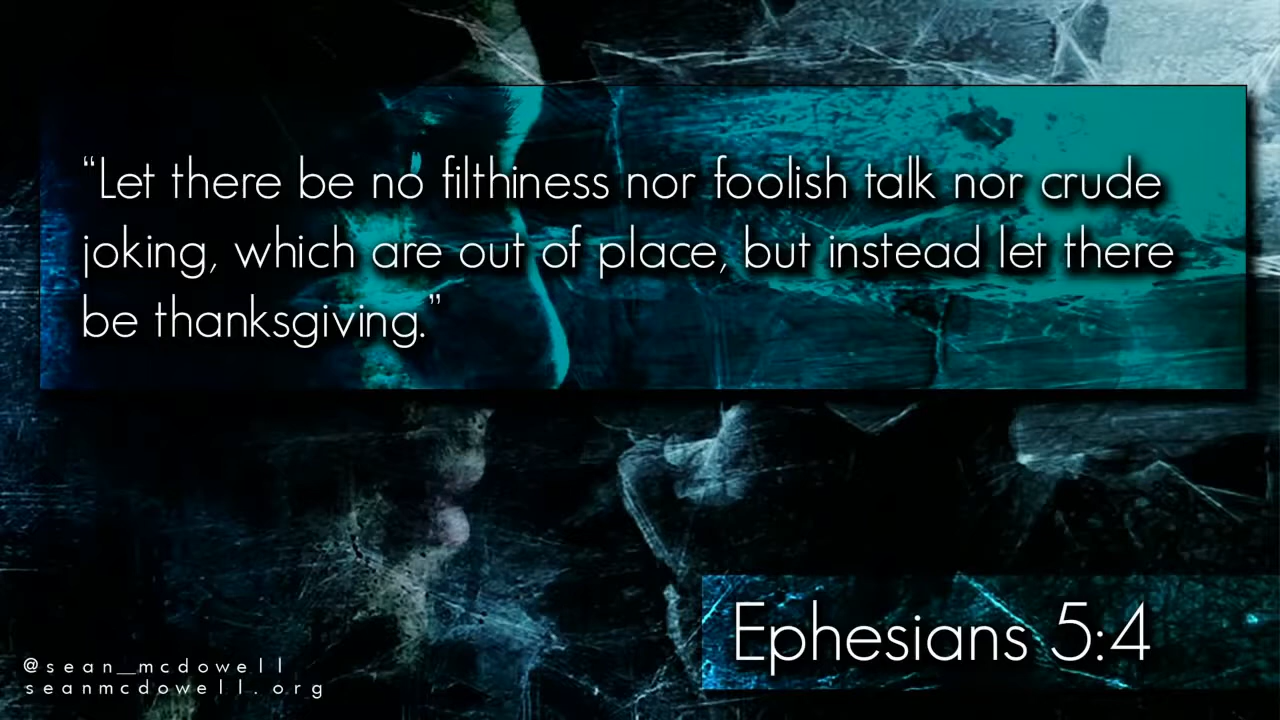 “Let there be no filthiness nor foolish talk nor crude
joking, which are out of place, but instead let there
be thanksgiving.”
Ephesians 5:4
@sean_mcdowell
seanmcdowell.org